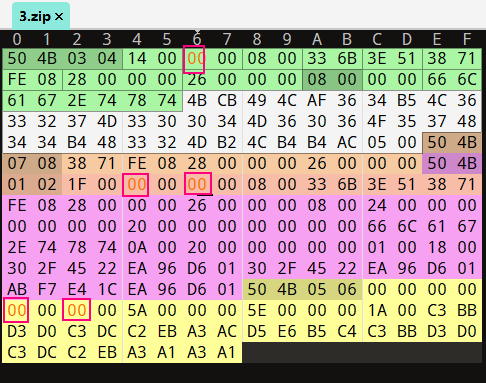 3.zip ×
0 1 2 3 4 5 6 7 8 9 A B C D E F
50 4B 03 04 14 00 00 00 08 00 33 6B 3E 51 38 71
FE 08 28 00 00 00 26 00 00 00 08 00 00 00 66 6C
61 67 2E 74 78 74 4B CB 49 4C AF 36 34 B5 4C 36
33 32 37 4D 33 30 30 34 4D 36 30 36 4F 35 37 48
34 34 B4 48 33 32 4D B2 4C B4 B4 AC 05 00 50 4B
07 08 38 71 FE 08 28 00 00 00 26 00 00 00 50 4B
01 02 1F 00 00 00 00 00 08 00 33 6B 3E 51 38 71
FE 08 28 00 00 00 26 00 00 00 08 00 24 00 00 00
00 00 00 00 20 00 00 00 00 00 00 00 66 6C 61 67
2E 74 78 74 0A 00 20 00 00 00 00 00 01 00 18 00
30 2F 45 22 EA 96 D6 01 30 2F 45 22 EA 96 D6 01
AB F7 E4 1C EA 96 D6 01 50 4B 05 06 00 00 00 00
00 00 00 00 5A 00 00 00 5E 00 00 00 1A 00 C3 BB
D3 D0 C3 DC C2 EB A3 AC D5 E6 B5 C4 C3 BB D3 D0
C3 DC C2 EB A3 A1 A3 A1